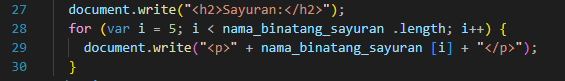 27 document.write("<h2>Sayuran:</h2>");
28 for (var i = 5; i < nama_binatang_sayuran .length; i++) {
29 document.write("<p>" + nama_binatang_sayuran [i] + "</p>");
30 }